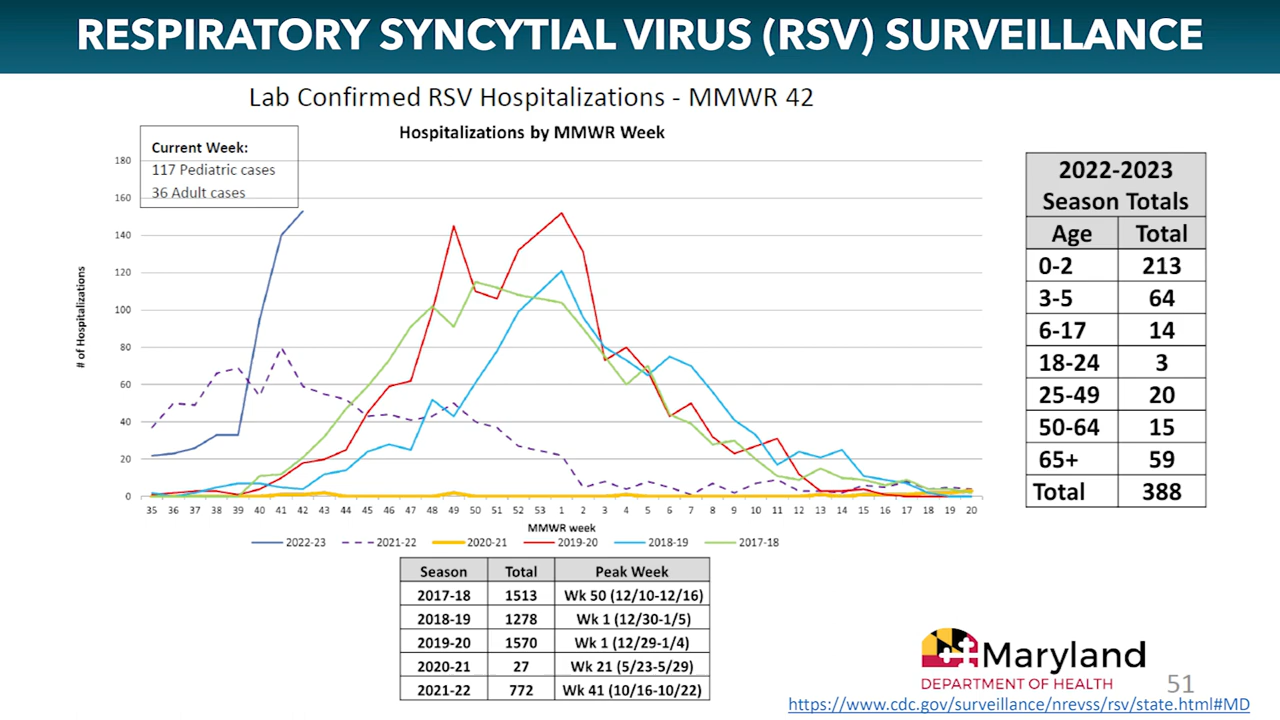 RESPIRATORY SYNCYTIAL VIRUS (RSV) SURVEILLANCE
Lab Confirmed RSV Hospitalizations - MMWR 42
Hospitalizations by MMWR Week
Current Week:
117 Pediatric cases
36 Adult cases
# of Hospitalizations
180
160
140
120
100
80
60
40
20
0
35 36 37 38 39 40 41 42 43 44 45 46 47 48 49 50 51 52 53 1 2 3 4 5 6 7 8 9 10 11 12 13 14 15 16 17 18 19 20
MMWR week
2022-23 2021-22 2020-21 2019-20 2018-19 2017-18
Season Total Peak Week
2017-18 1513 Wk 50 (12/10-12/16)
2018-19 1278 Wk 1 (12/30-1/5)
2019-20 1570 Wk 1 (12/29-1/4)
2020-21 27 Wk 21 (5/23-5/29)
2021-22 772 Wk 41 (10/16-10/22)
2022-2023
Season Totals
Age Total
0-2 213
3-5 64
6-17 14
18-24 3
25-49 20
50-64 15
65+ 59
Total 388
Maryland
DEPARTMENT OF HEALTH
51
https://www.cdc.gov/surveillance/nrevss/rsv/state.html#MD